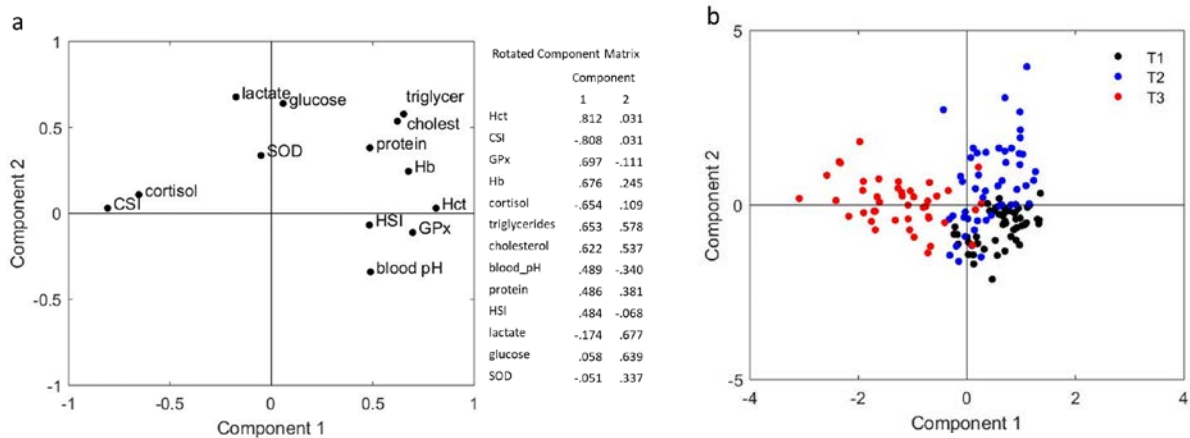 a
1
0.5
0
-0.5
-1
-1 -0.5 0 0.5 1
Component 1
Component 2
lactate
glucose
triglycer
cholest
protein
SOD
Hb
cortisol
CSI
Hct
HSI
GPx
blood pH
Rotated Component Matrix
Component
1 2
Hct .812 .031
CSI -.808 .031
GPx .697 -.111
Hb .676 .245
cortisol -.654 .109
triglycerides .653 .578
cholesterol .622 .537
blood_pH .489 -.340
protein .486 .381
HSI .484 -.068
lactate -.174 .677
glucose .058 .639
SOD -.051 .337
b
5
0
-5
-4 -2 0 2 4
Component 1
Component 2
T1
T2
T3